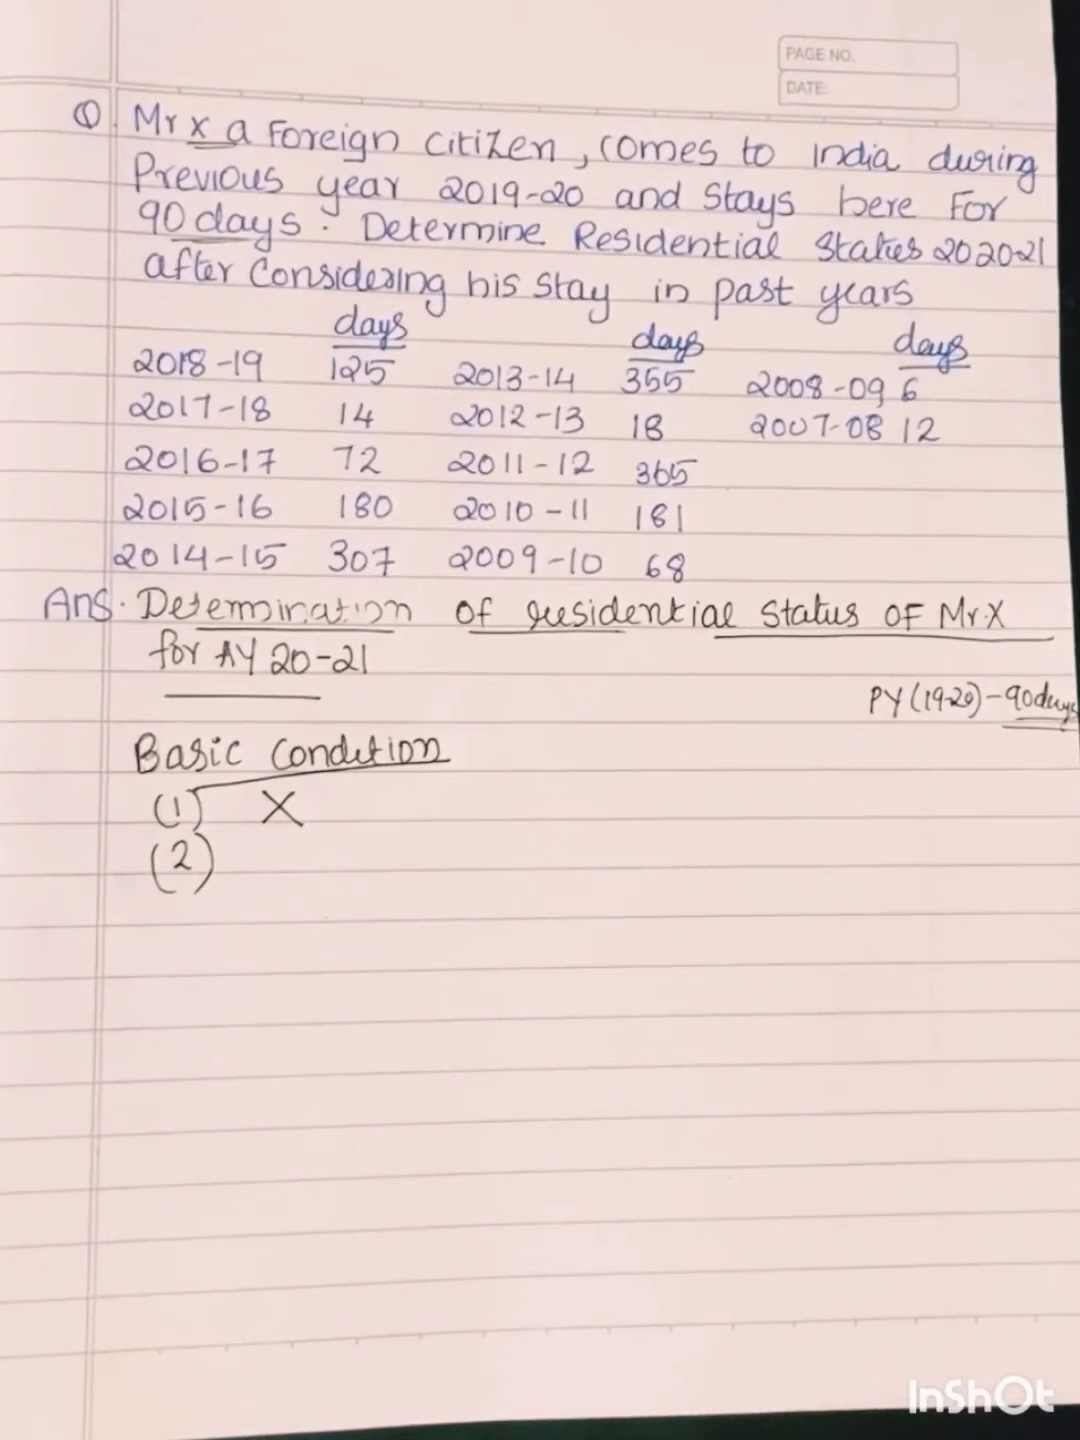 PAGE NO.
DATE:
Q. Mr X a Foreign Citizen, comes to India during
Previous year 2019-20 and Stays here For
90 days. Determine Residential Status 2020-21
after Considering his Stay in past years
days days days
2018-19 125 2013-14 355 2008-09 6
2017-18 14 2012-13 18 2007-08 12
2016-17 72 2011-12 365
2015-16 180 2010-11 181
2014-15 307 2009-10 68
Ans. Detemination of residential status OF Mr.X
for AY 20-21
PY (19-20) - 90 days
Basic Condition
(1) X
(2)
InShOt